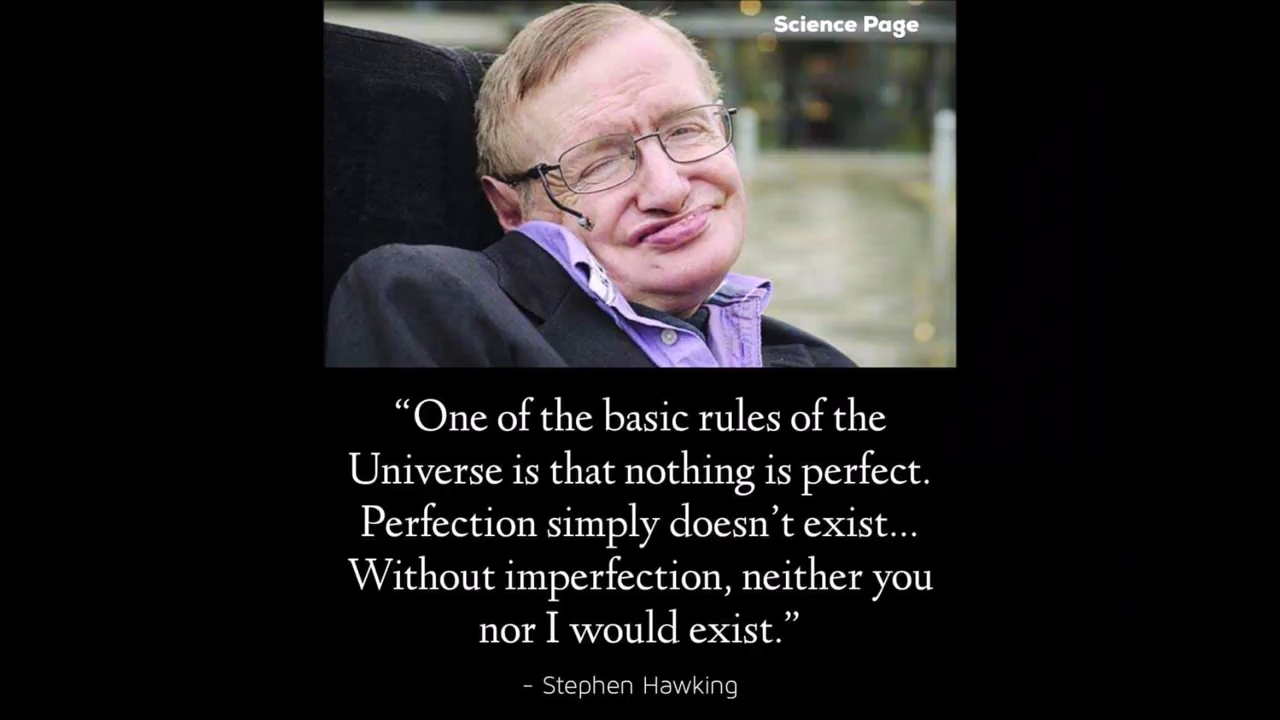 Science Page
“One of the basic rules of the
Universe is that nothing is perfect.
Perfection simply doesn’t exist...
Without imperfection, neither you
nor I would exist.”
- Stephen Hawking